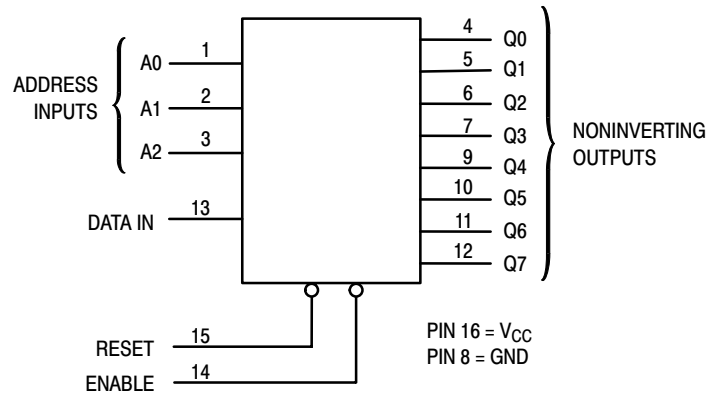 ADDRESS
INPUTS
A0 1
A1 2
A2 3
DATA IN 13
4 Q0
5 Q1
6 Q2
7 Q3
9 Q4
10 Q5
11 Q6
12 Q7
NONINVERTING
OUTPUTS
RESET 15
ENABLE 14
PIN 16 = VCC
PIN 8 = GND